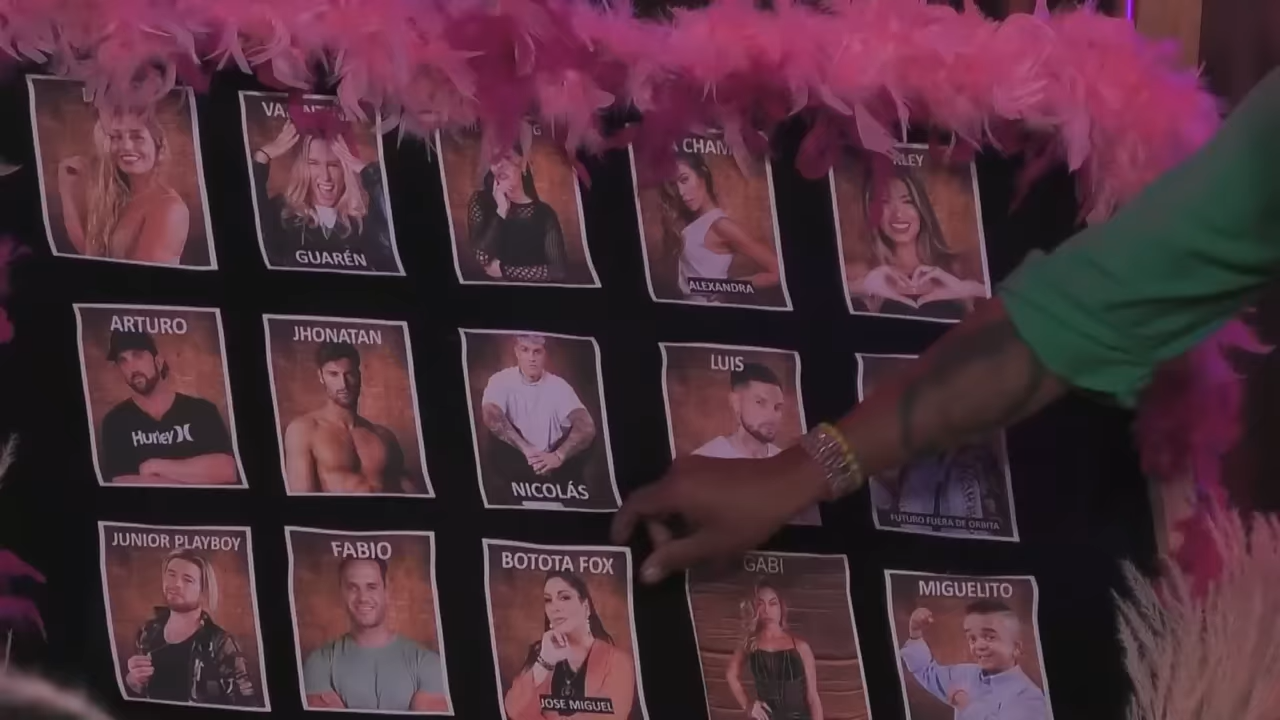 GUARÉN
ALEXANDRA
ARTURO
Hurley
JHONATAN
NICOLÁS
LUIS
FUTURO FUERA DE ORBITA
JUNIOR PLAYBOY
FABIO
BOTOTA FOX
JOSE MIGUEL
GABI
MIGUELITO